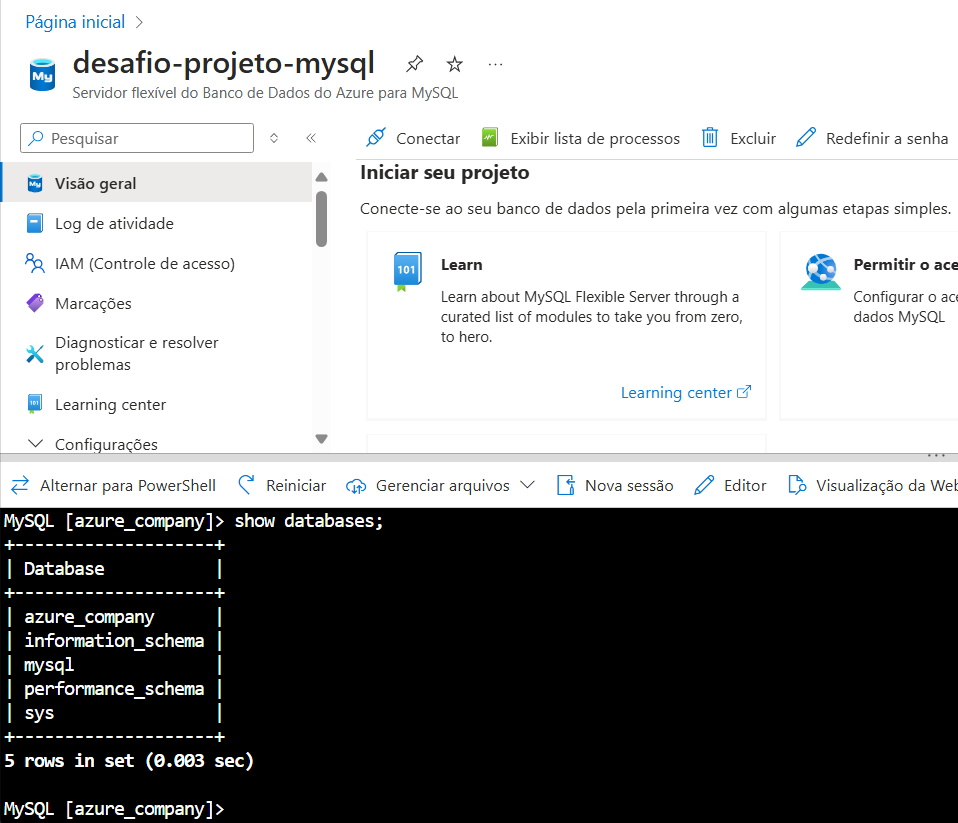 Página inicial
desafio-projeto-mysql
Servidor flexível do Banco de Dados do Azure para MySQL
Pesquisar
Visão geral
Log de atividade
IAM (Controle de acesso)
Marcações
Diagnosticar e resolver
problemas
Learning center
Configurações
Conectar Exibir lista de processos Excluir Redefinir a senha
Iniciar seu projeto
Conecte-se ao seu banco de dados pela primeira vez com algumas etapas simples.
101
Learn
Learn about MySQL Flexible Server through a
curated list of modules to take you from zero,
to hero.
Learning center
Permitir o ace
Configurar o ace
dados MySQL
Alternar para PowerShell Reiniciar Gerenciar arquivos Nova sessão Editor Visualização da Web
MySQL [azure_company]> show databases;
+--------------------+
| Database           |
+--------------------+
| azure_company      |
| information_schema |
| mysql              |
| performance_schema |
| sys                |
+--------------------+
5 rows in set (0.003 sec)
MySQL [azure_company]>